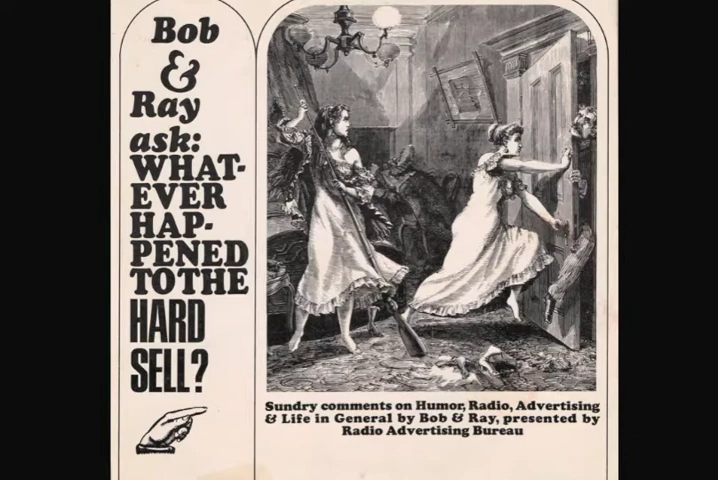 Bob
&
Ray
ask:
WHAT-
EVER
HAP-
PENED
TO THE
HARD
SELL?
Sundry comments on Humor, Radio, Advertising
& Life in General by Bob & Ray, presented by
Radio Advertising Bureau